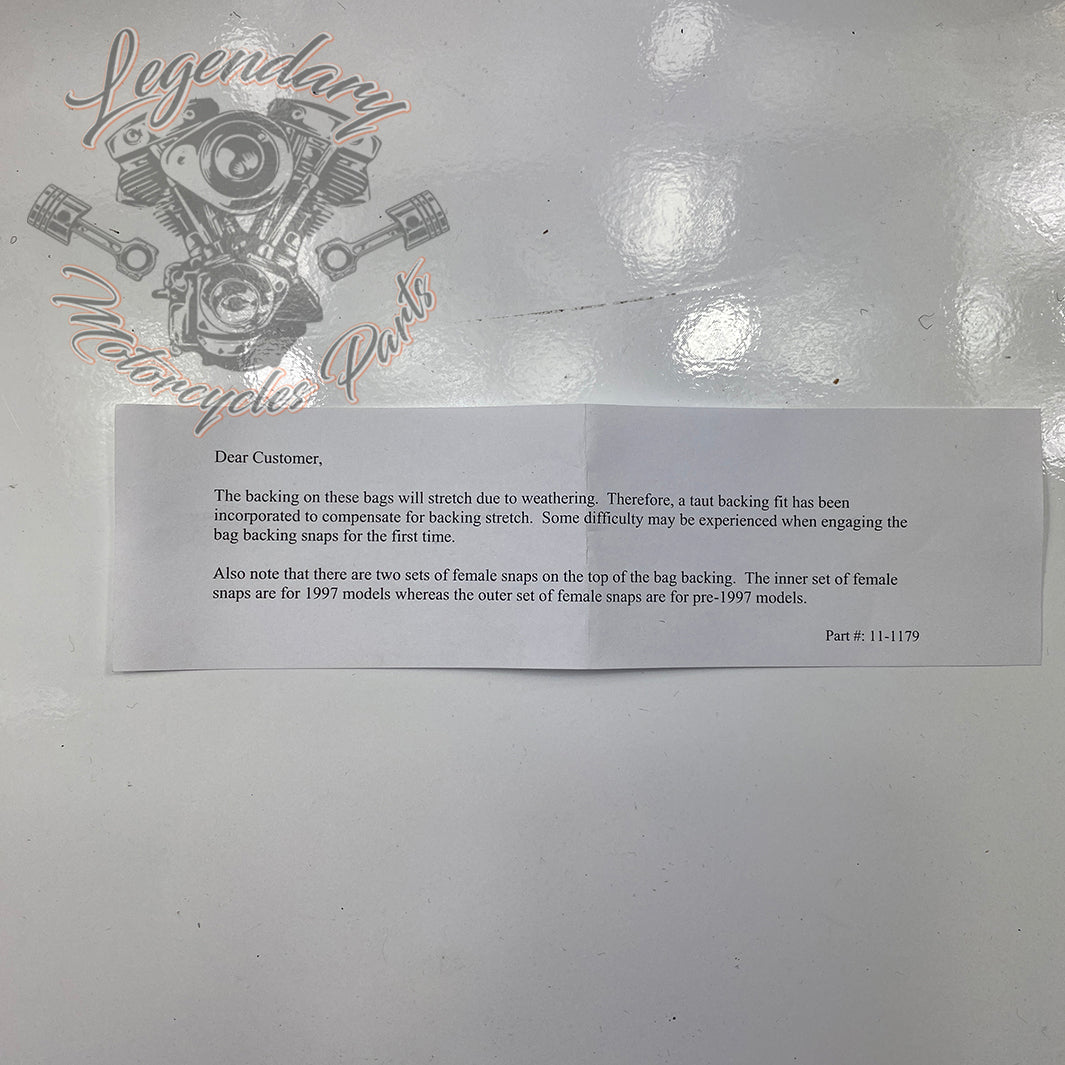 Legendary
Motorcycles Parts
Dear Customer,
The backing on these bags will stretch due to weathering. Therefore, a taut backing fit has been
incorporated to compensate for backing stretch. Some difficulty may be experienced when engaging the
bag backing snaps for the first time.
Also note that there are two sets of female snaps on the top of the bag backing. The inner set of female
snaps are for 1997 models whereas the outer set of female snaps are for pre-1997 models.
Part #: 11-1179